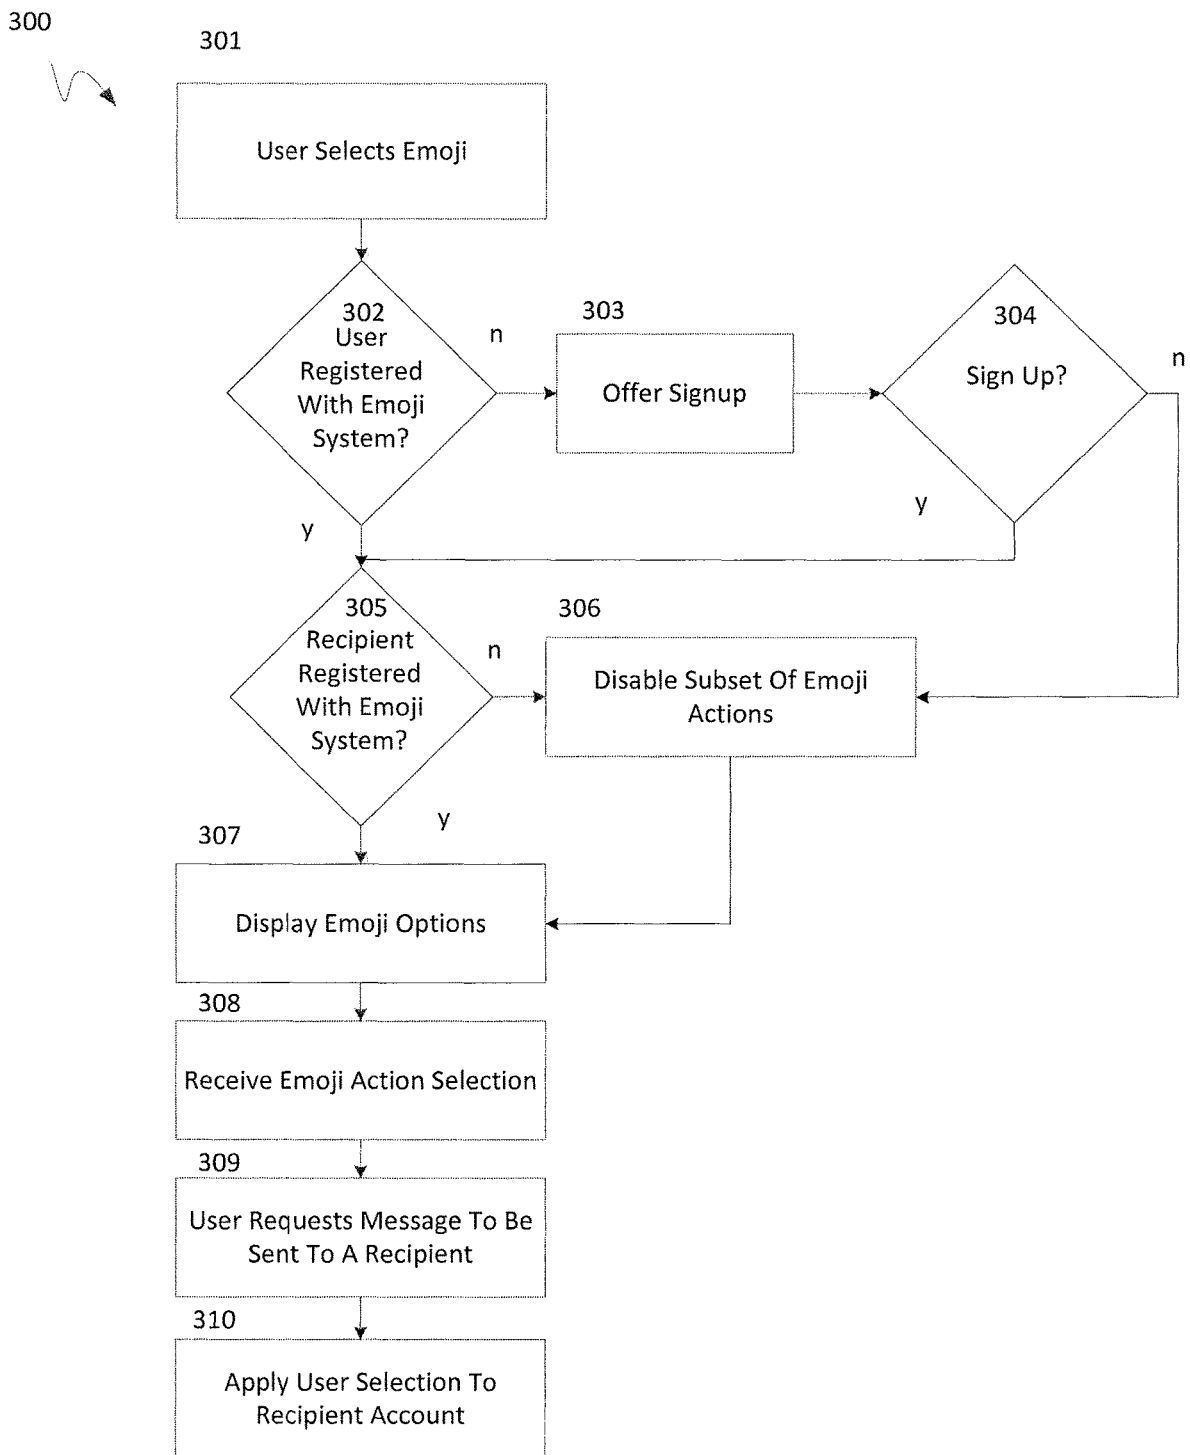 300
301
User Selects Emoji
302
User
Registered
With Emoji
System?
n
303
Offer Signup
304
Sign Up?
n
y
y
305
Recipient
Registered
With Emoji
System?
n
306
Disable Subset Of Emoji
Actions
y
307
Display Emoji Options
308
Receive Emoji Action Selection
309
User Requests Message To Be
Sent To A Recipient
310
Apply User Selection To
Recipient Account